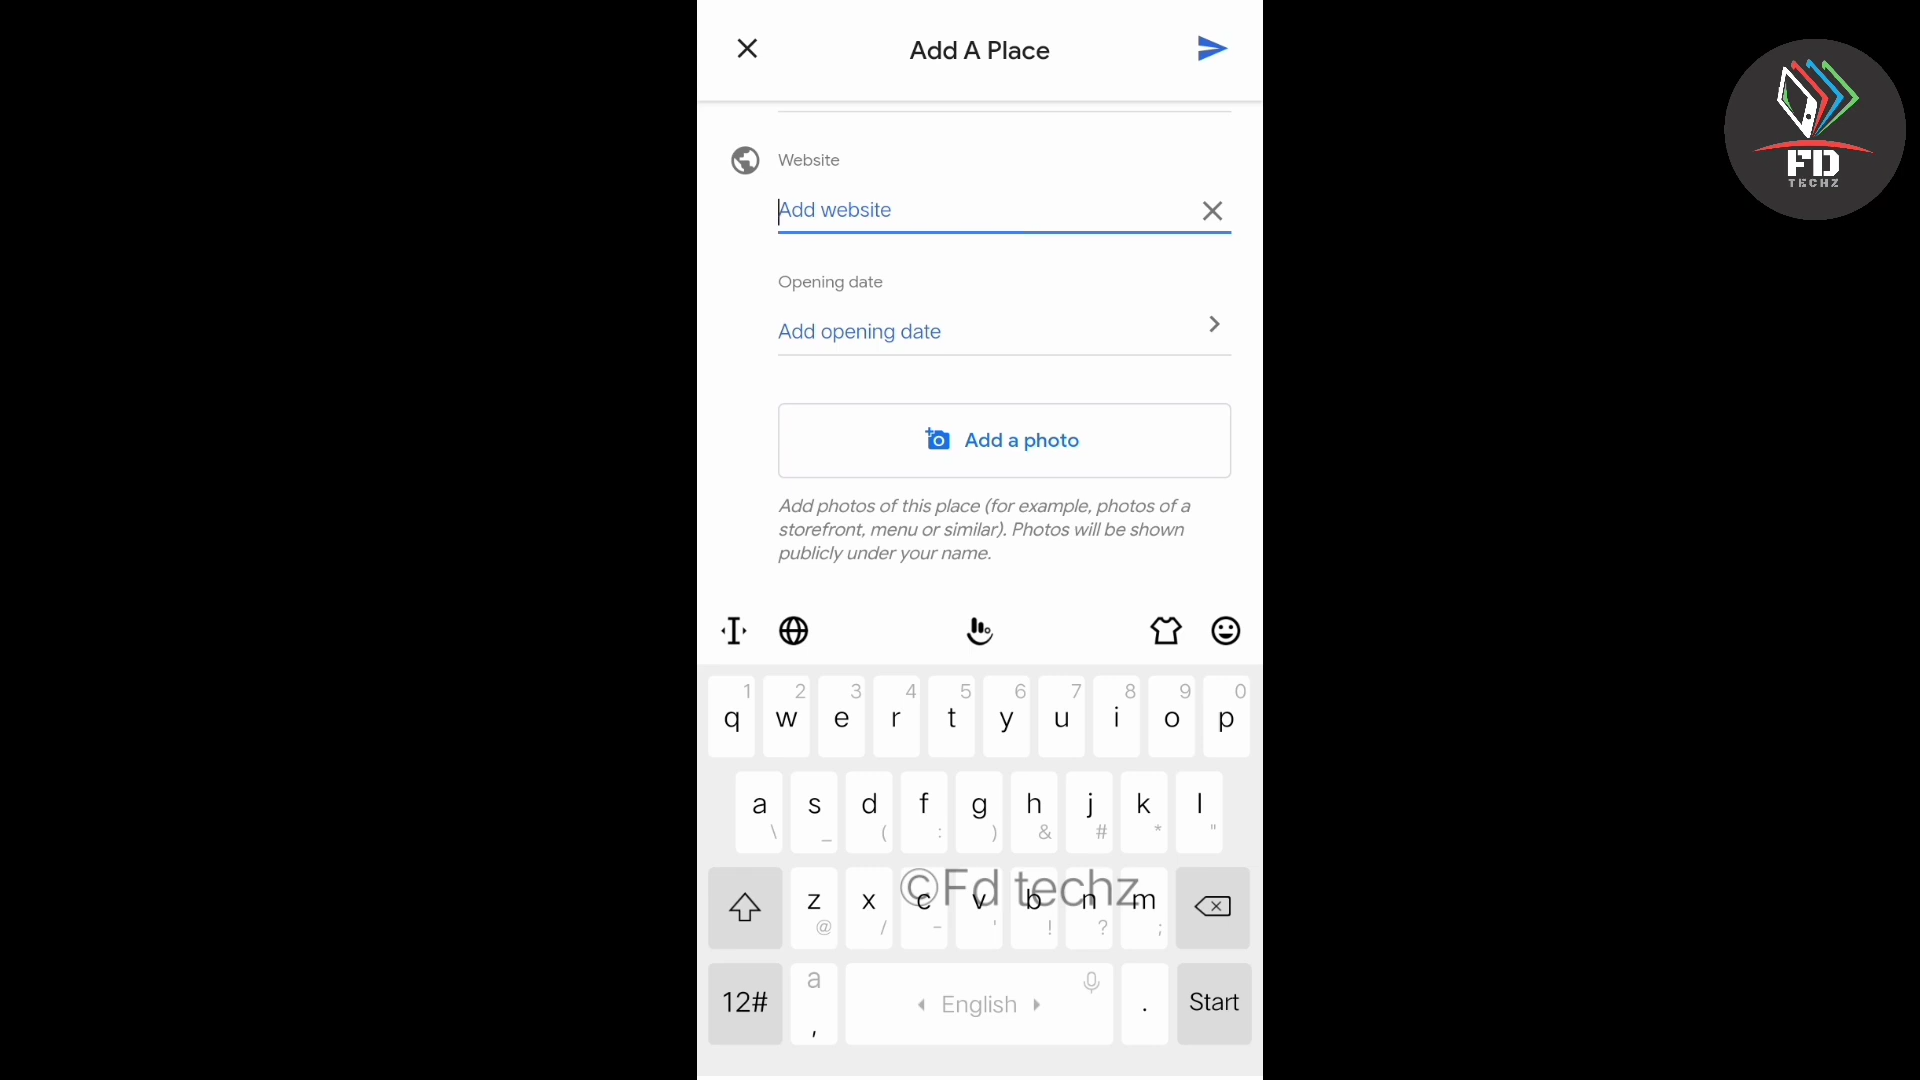 Add A Place
FD
TECHZ
Website
Add website
Opening date
Add opening date
Add a photo
Add photos of this place (for example, photos of a
storefront, menu or similar). Photos will be shown
publicly under your name.
1 2 3 4 5 6 7 8 9 0
q w e r t y u i o p
a s d f g h j k l
\ _ ( : ) & # * "
©Fd techz
z x c v b n m
@ / - ' ! ? ;
12# a , English . Start